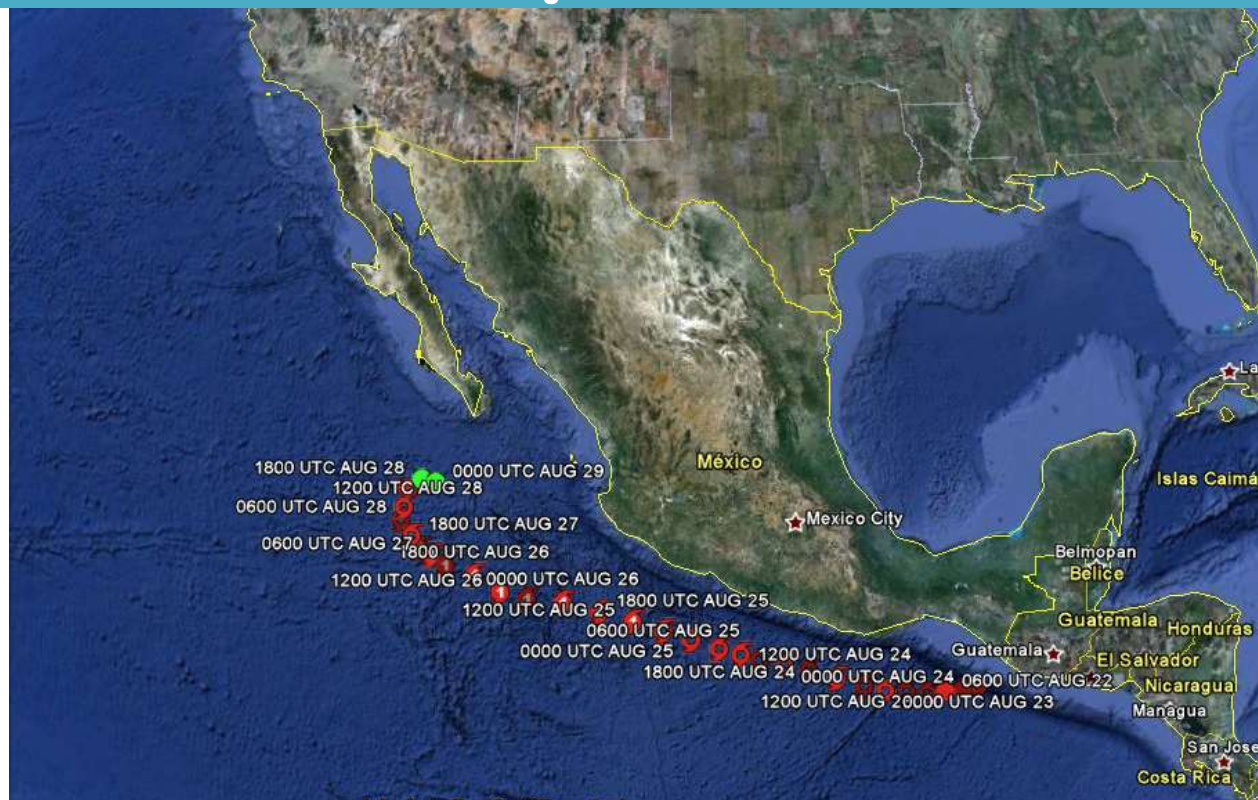 La
México
1800 UTC AUG 28
0000 UTC AUG 29
1200 UTC AUG 28
0600 UTC AUG 28
Islas Caimá
1800 UTC AUG 27
Mexico City
0600 UTC AUG 27
1800 UTC AUG 26
Belmopan
Belice
1200 UTC AUG 26
0000 UTC AUG 26
1
1
1200 UTC AUG 25
1800 UTC AUG 25
Guatemala
Honduras
0600 UTC AUG 25
0000 UTC AUG 25
1200 UTC AUG 24
Guatemala
El Salvador
1800 UTC AUG 24
0000 UTC AUG 24
0600 UTC AUG 22
Nicaragua
1200 UTC AUG 2
0000 UTC AUG 23
Managua
San Jose
Costa Rica